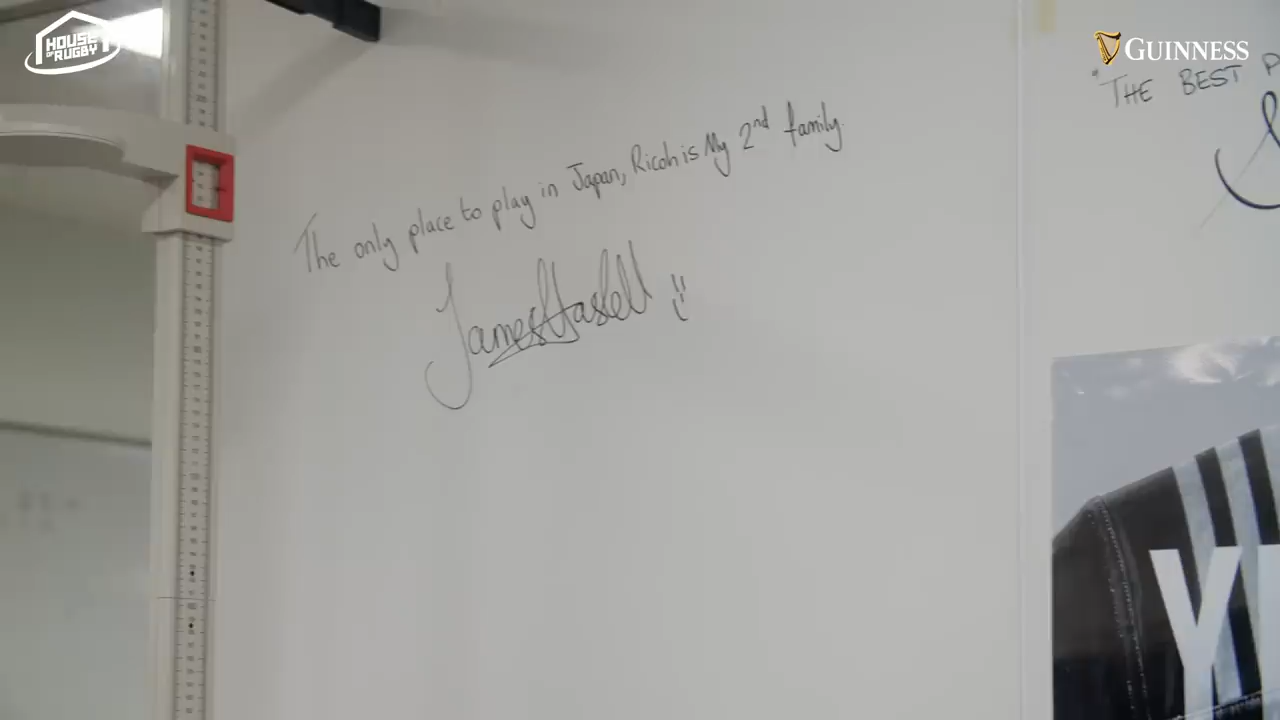 HOUSE
OF RUGBY
GUINNESS
"THE BEST P
The only place to play in Japan, Ricoh is My 2nd family.
James Haskell :)